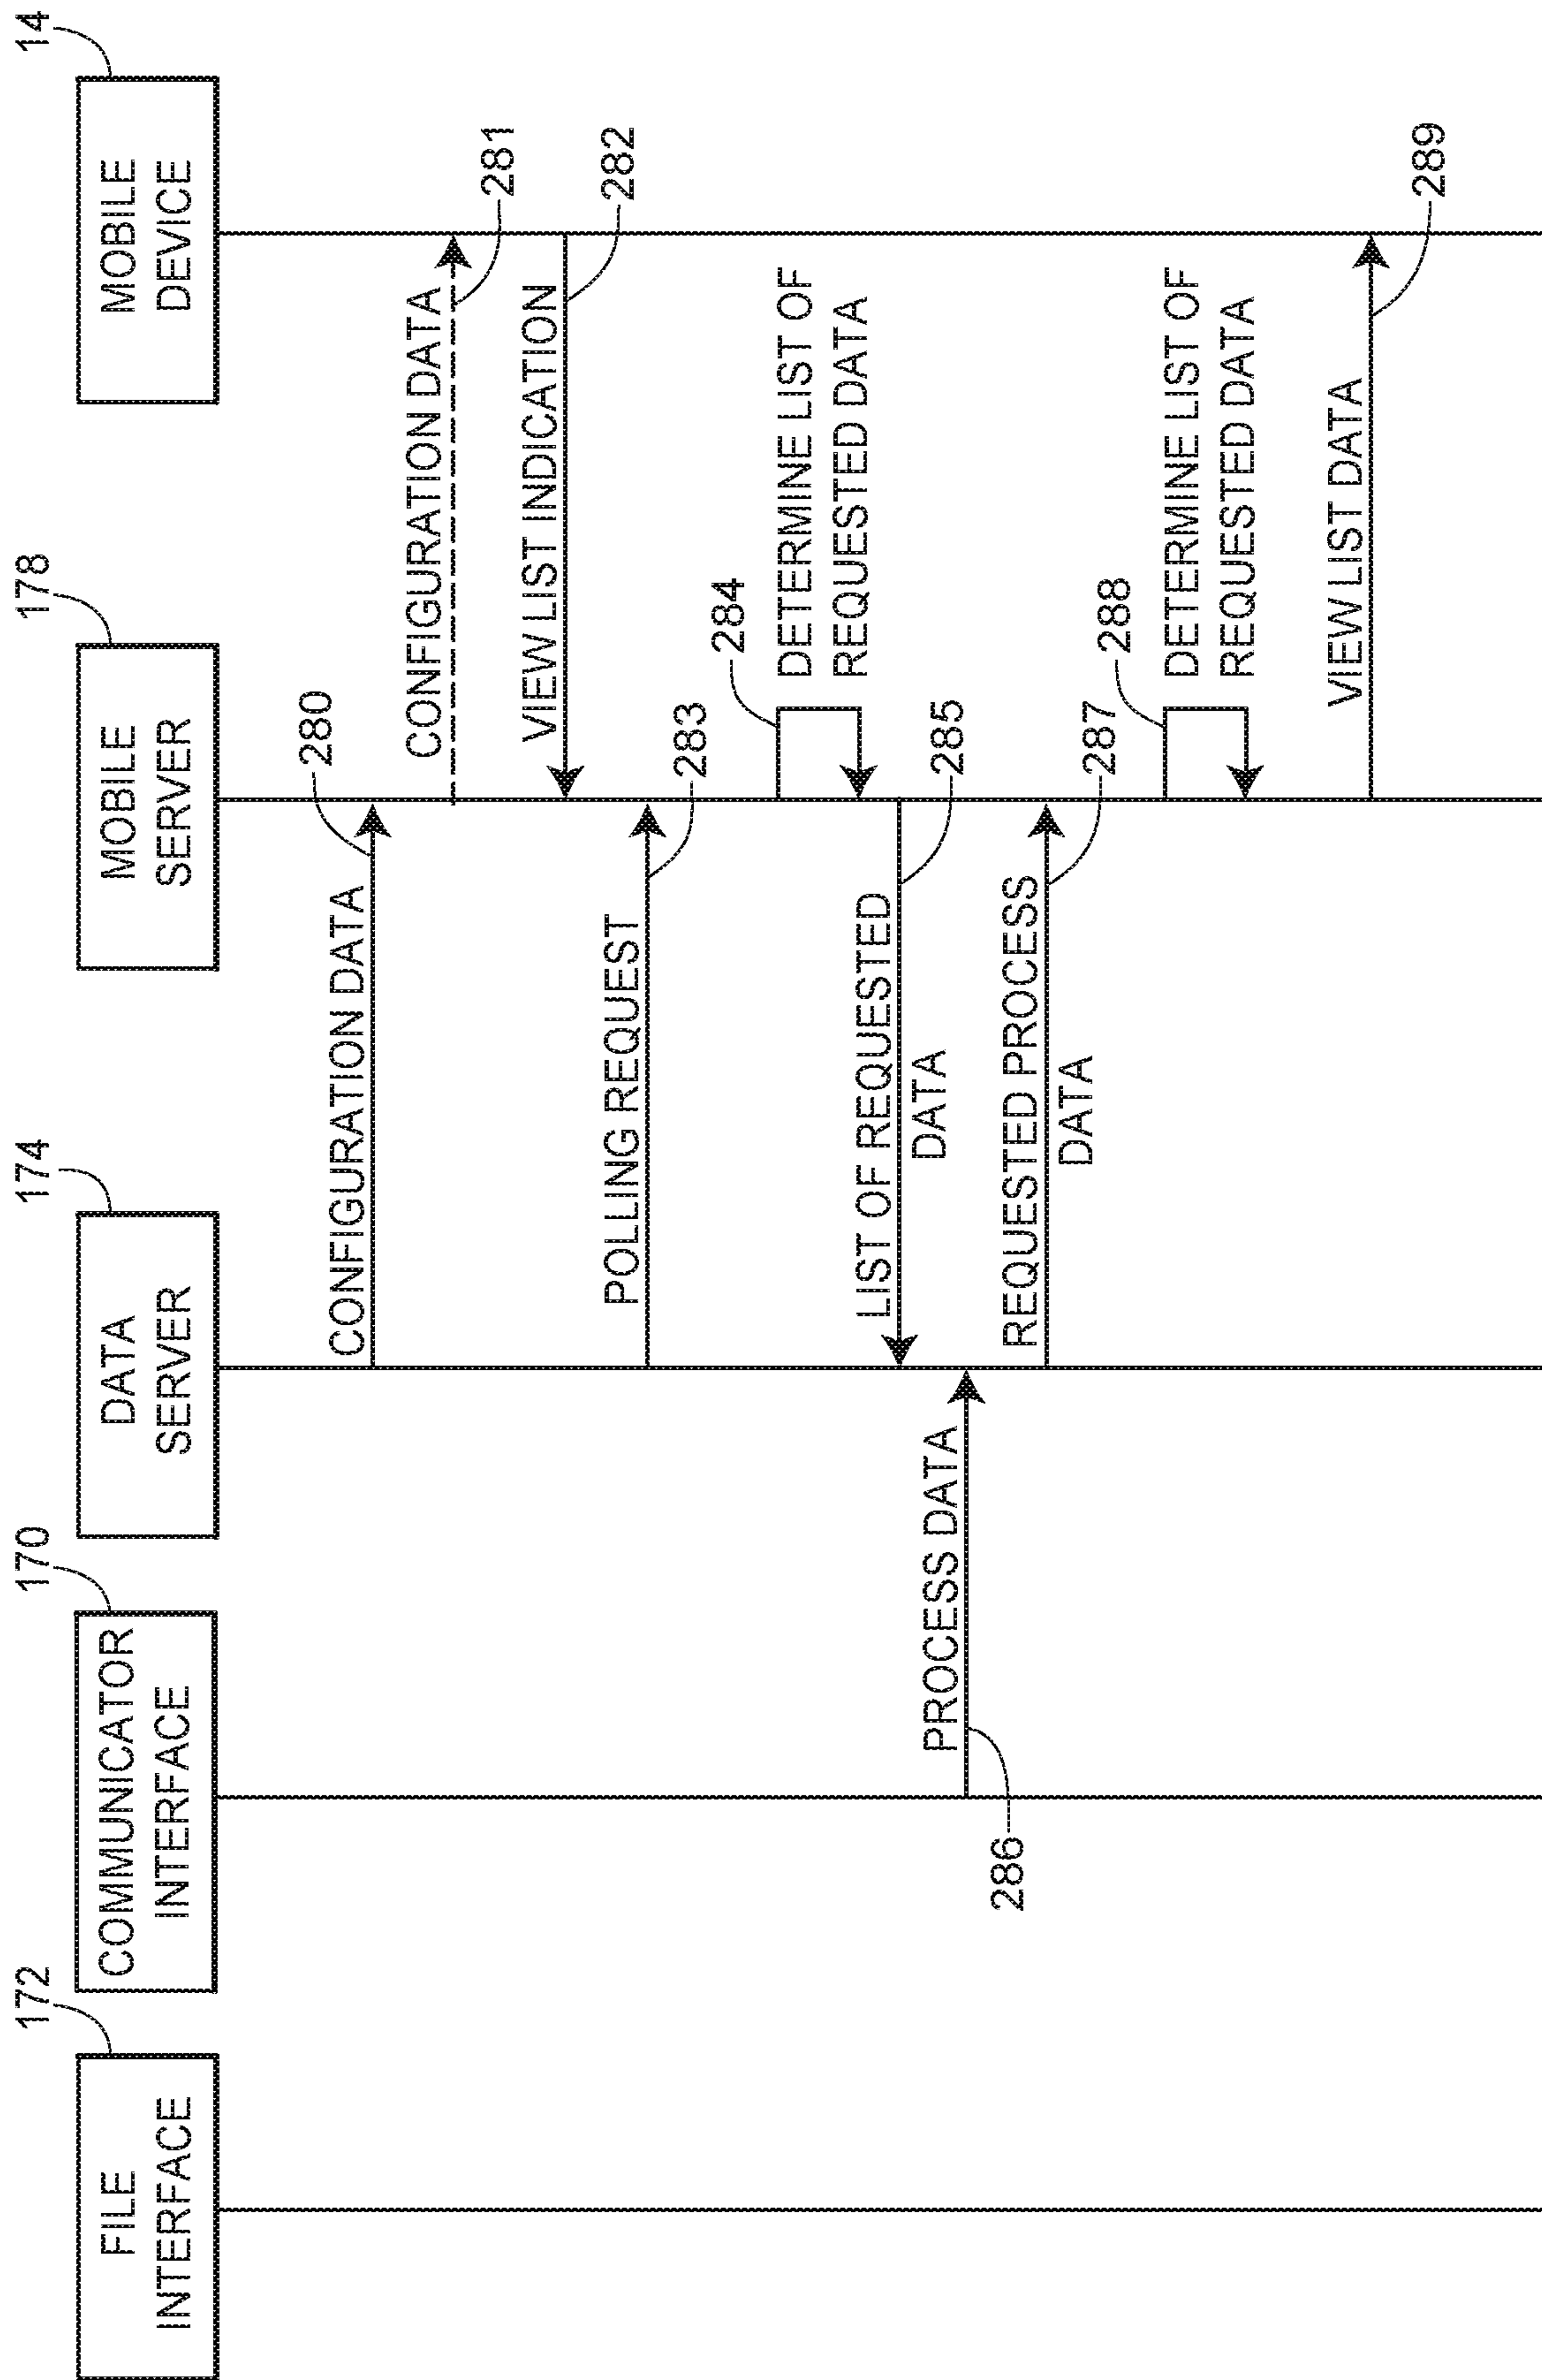 172
FILE
INTERFACE
170
COMMUNICATOR
INTERFACE
174
DATA
SERVER
178
MOBILE
SERVER
14
MOBILE
DEVICE
CONFIGURATION DATA
280
CONFIGURATION DATA
281
VIEW LIST INDICATION
282
POLLING REQUEST
283
284
DETERMINE LIST OF
REQUESTED DATA
LIST OF REQUESTED
DATA
285
PROCESS DATA
286
REQUESTED PROCESS
DATA
287
288
DETERMINE LIST OF
REQUESTED DATA
VIEW LIST DATA
289